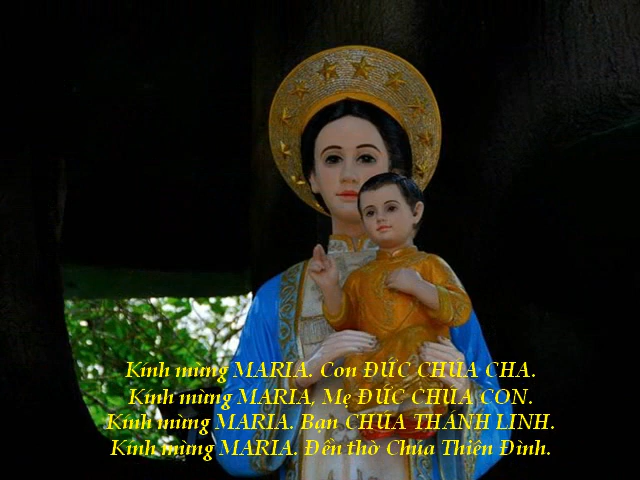 Kính mừng MARIA. Con ĐỨC CHÚA CHA.
Kính mừng MARIA, Mẹ ĐỨC CHÚA CON.
Kính mừng MARIA. Bạn CHÚA THÁNH LINH.
Kính mừng MARIA. Đền thờ Chúa Thiên Đình.